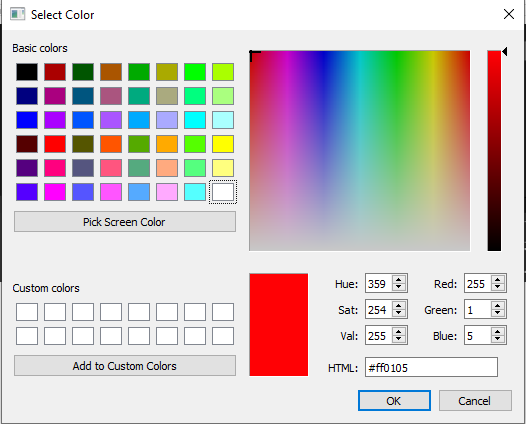 Select Color
Basic colors
Pick Screen Color
Custom colors
Add to Custom Colors
Hue: 359 Red: 255
Sat: 254 Green: 1
Val: 255 Blue: 5
HTML: #ff0105
OK Cancel